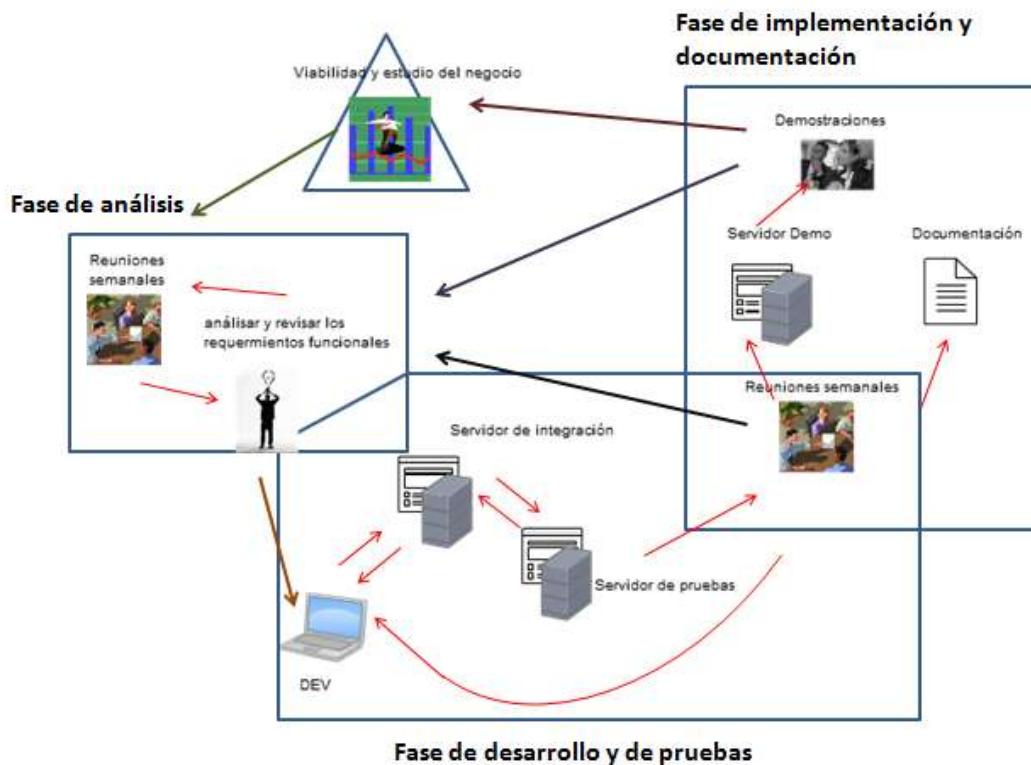 Fase de implementación y
documentación
Viabilidad y estudio del negocio
Demostraciones
Fase de análisis
Servidor Demo
Documentación
Reuniones
semanales
análisar y revisar los
requermientos funcionales
Reuniones semanales
Servidor de integración
Servidor de pruebas
DEV
Fase de desarrollo y de pruebas